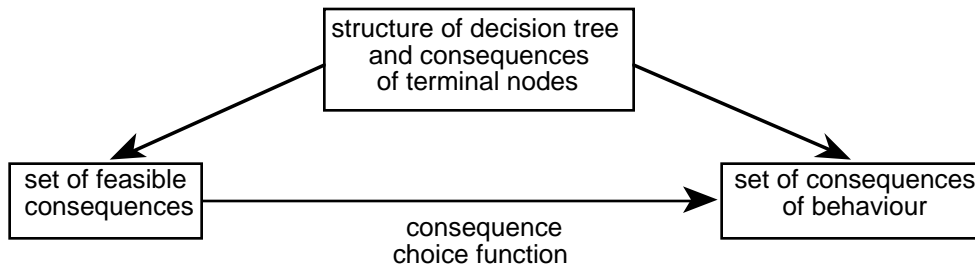 structure of decision tree
and consequences
of terminal nodes
set of feasible
consequences
set of consequences
of behaviour
consequence
choice function